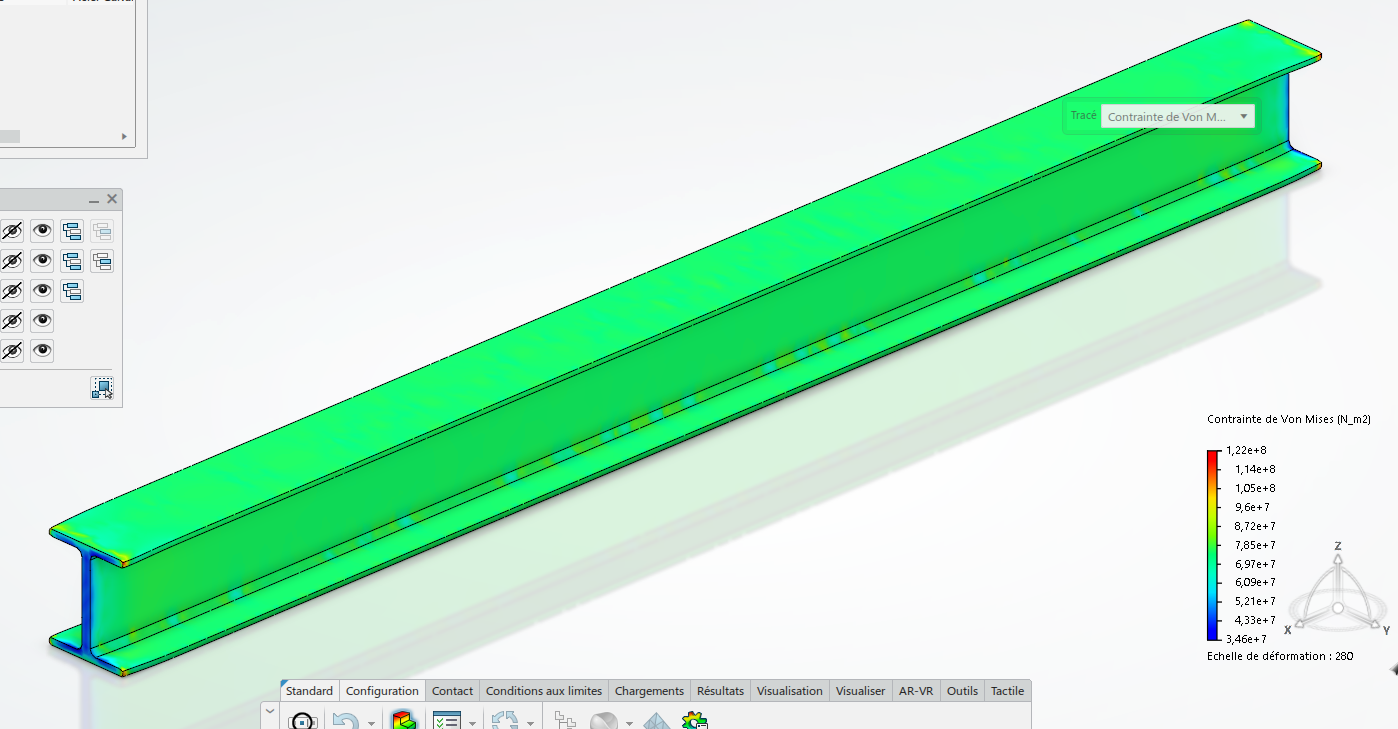 Tracé
Contrainte de Von M...
Contrainte de Von Mises (N_m2)
1,22e+8
1,14e+8
1,05e+8
9,6e+7
8,72e+7
7,85e+7
6,97e+7
6,09e+7
5,21e+7
4,33e+7
3,46e+7
Echelle de déformation : 280
Z
X
Y
Standard Configuration Contact Conditions aux limites Chargements Résultats Visualisation Visualiser AR-VR Outils Tactile